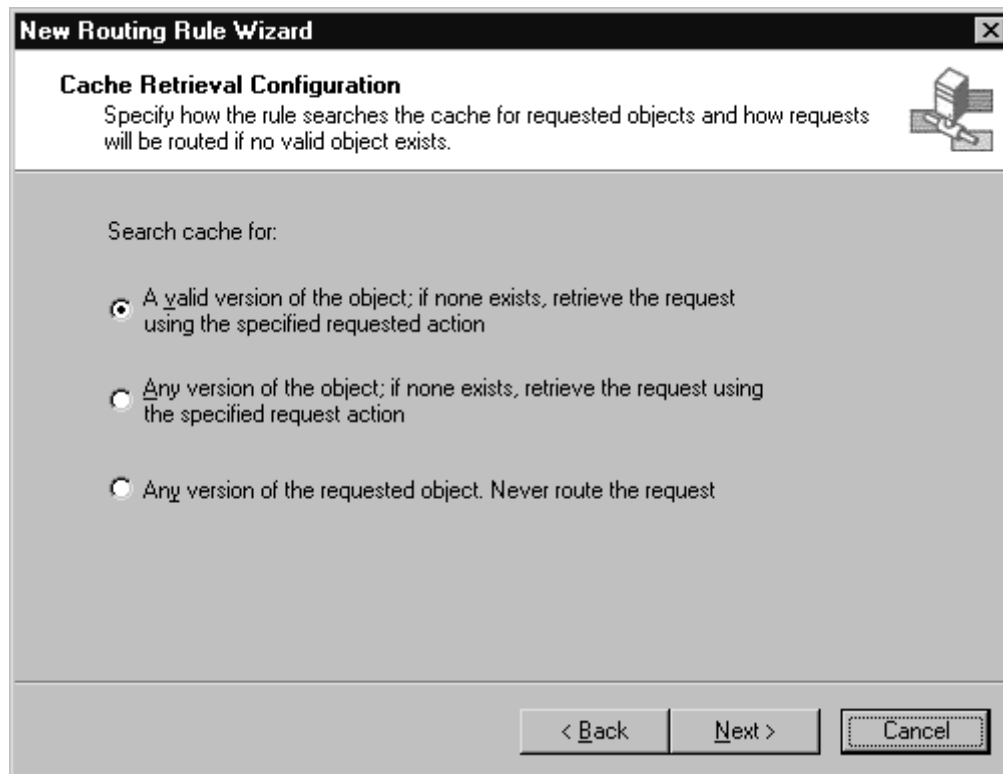 New Routing Rule Wizard
Cache Retrieval Configuration
Specify how the rule searches the cache for requested objects and how requests
will be routed if no valid object exists.
Search cache for:
A valid version of the object; if none exists, retrieve the request
using the specified requested action
Any version of the object; if none exists, retrieve the request using
the specified request action
Any version of the requested object. Never route the request
< Back
Next >
Cancel